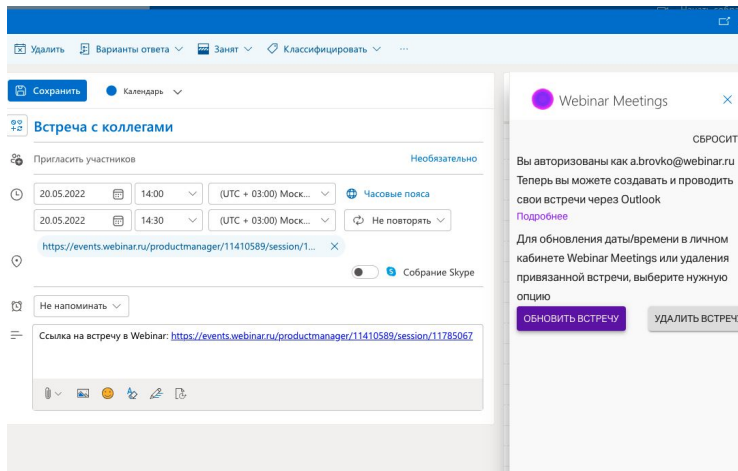 Удалить Варианты ответа Занят Классифицировать ...
Сохранить Календарь
Встреча с коллегами
Пригласить участников Необязательно
20.05.2022 14:00 (UTC + 03:00) Моск... Часовые пояса
20.05.2022 14:30 (UTC + 03:00) Моск... Не повторять
https://events.webinar.ru/productmanager/11410589/session/1...
Собрание Skype
Не напоминать
Ссылка на встречу в Webinar: https://events.webinar.ru/productmanager/11410589/session/11785067
Webinar Meetings
СБРОСИТ
Вы авторизованы как a.brovko@webinar.ru
Теперь вы можете создавать и проводить
свои встречи через Outlook
Подробнее
Для обновления даты/времени в личном
кабинете Webinar Meetings или удаления
привязанной встречи, выберите нужную
опцию
ОБНОВИТЬ ВСТРЕЧУ УДАЛИТЬ ВСТРЕЧ